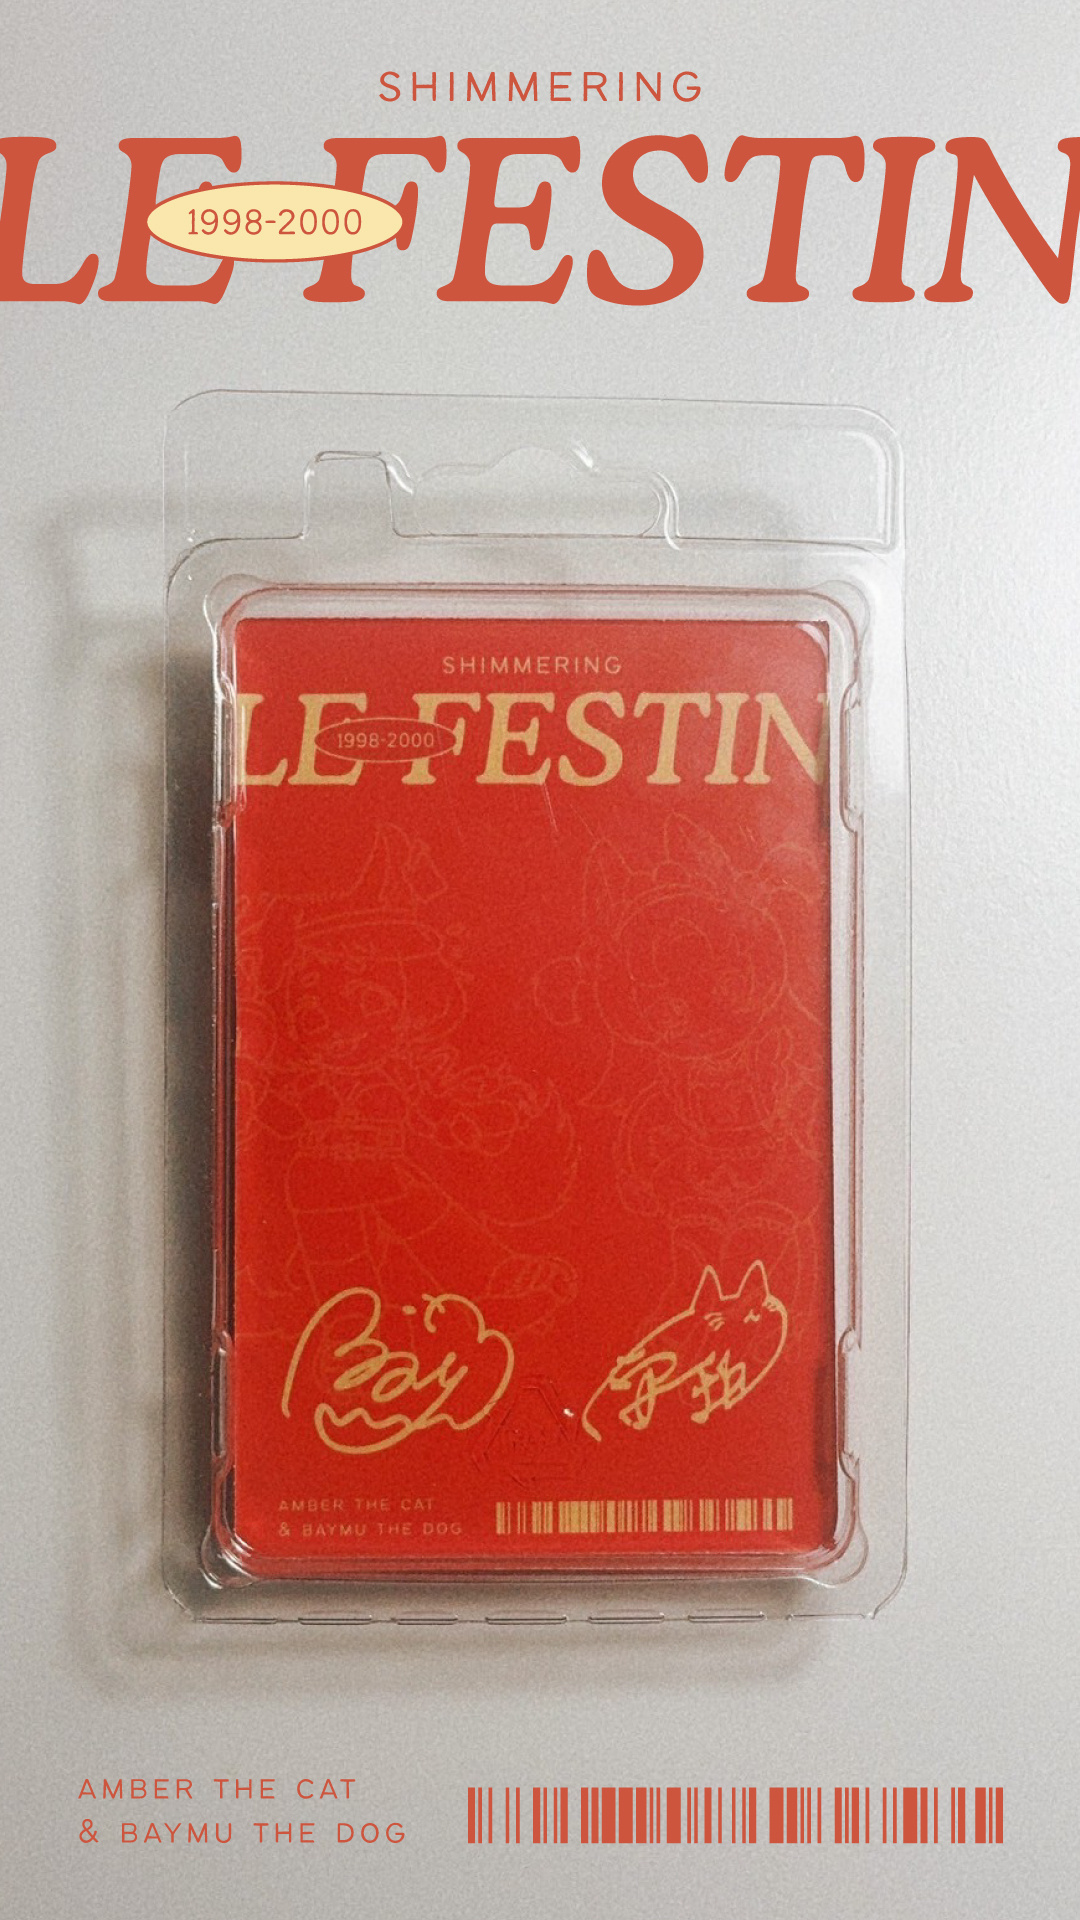 SHIMMERING
LE FESTIN
1998-2000
SHIMMERING
LE FESTIN
1998-2000
Bay
AMBER THE CAT
& BAYMU THE DOG
AMBER THE CAT
& BAYMU THE DOG